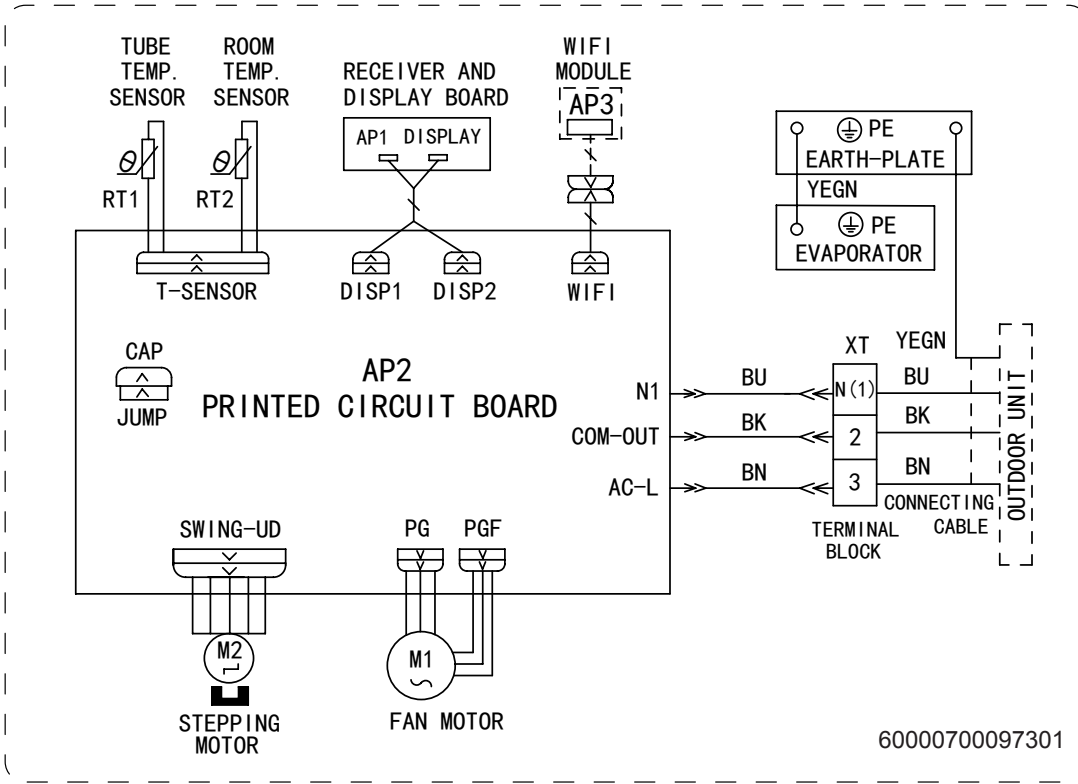 TUBE
TEMP.
SENSOR
ROOM
TEMP.
SENSOR
RECEIVER AND
DISPLAY BOARD
WIFI
MODULE
AP3
AP1 DISPLAY
θ
RT1
θ
RT2
PE
EARTH-PLATE
YEGN
PE
EVAPORATOR
T-SENSOR
DISP1
DISP2
WIFI
CAP
JUMP
AP2
PRINTED CIRCUIT BOARD
N1
COM-OUT
AC-L
BU
BK
BN
XT
N(1)
2
3
TERMINAL
BLOCK
YEGN
BU
BK
BN
CONNECTING
CABLE
OUTDOOR UNIT
SWING-UD
PG
PGF
M2
STEPPING
MOTOR
M1
FAN MOTOR
60000700097301